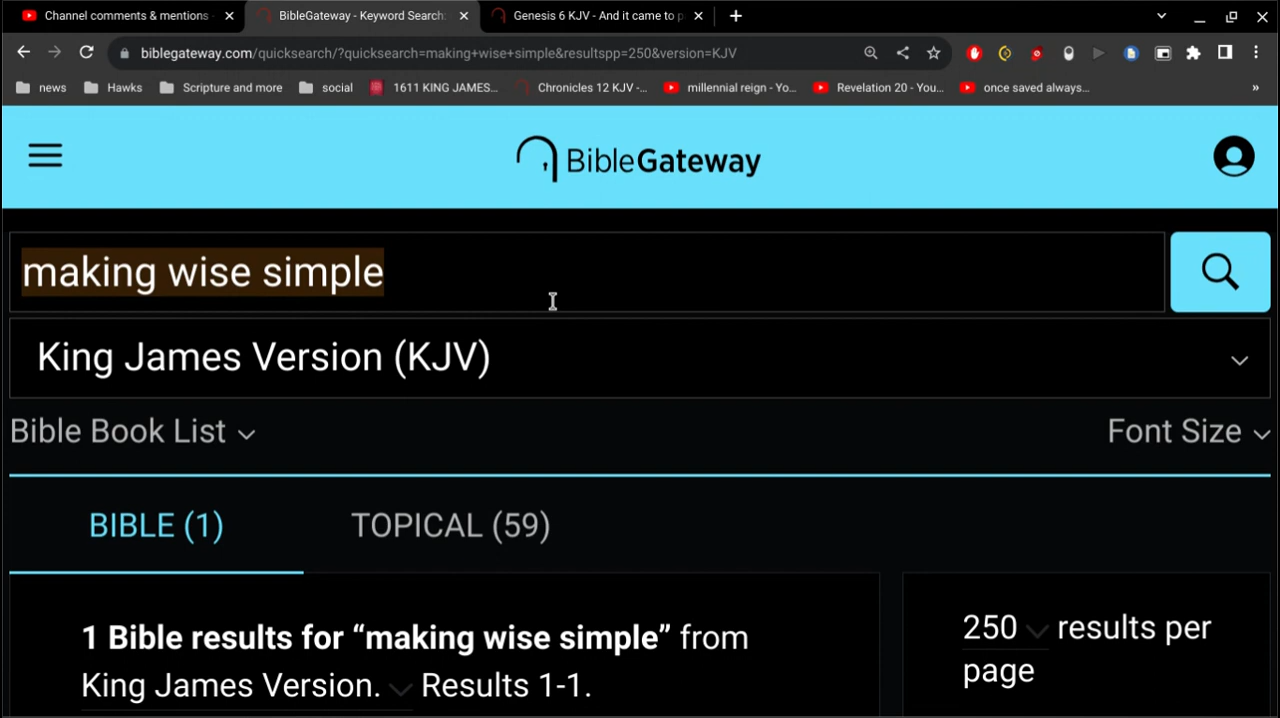 Channel comments & mentions
BibleGateway - Keyword Search:
Genesis 6 KJV - And it came to p
biblegateway.com/quicksearch/?quicksearch=making+wise+simple&resultspp=250&version=KJV
news
Hawks
Scripture and more
social
1611 KING JAMES...
Chronicles 12 KJV -...
millennial reign - Yo...
Revelation 20 - You...
once saved always...
»
BibleGateway
making wise simple
King James Version (KJV)
Bible Book List
Font Size
BIBLE (1)
TOPICAL (59)
1 Bible results for “making wise simple” from
King James Version. Results 1-1.
250 results per
page